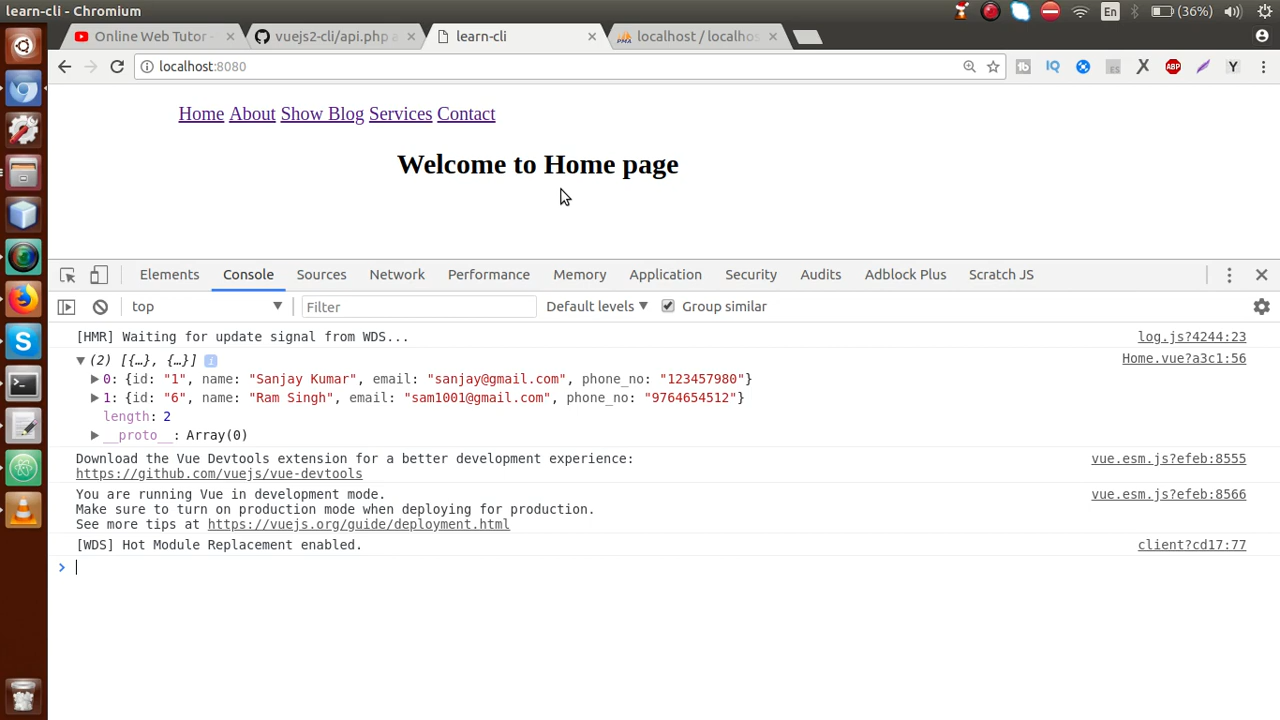 learn-cli - Chromium
En
(36%)
Online Web Tutor -
vuejs2-cli/api.php a
learn-cli
localhost / localhos
PMA
localhost:8080
fb
IQ
ES
X
ABP
Y
Home About Show Blog Services Contact
Welcome to Home page
Elements Console Sources Network Performance Memory Application Security Audits Adblock Plus Scratch JS
top
Filter
Default levels
Group similar
[HMR] Waiting for update signal from WDS... log.js?4244:23
(2) [{…}, {…}] i Home.vue?a3c1:56
0: {id: "1", name: "Sanjay Kumar", email: "sanjay@gmail.com", phone_no: "123457980"}
1: {id: "6", name: "Ram Singh", email: "sam1001@gmail.com", phone_no: "9764654512"}
length: 2
__proto__: Array(0)
Download the Vue Devtools extension for a better development experience: vue.esm.js?efeb:8555
https://github.com/vuejs/vue-devtools
You are running Vue in development mode. vue.esm.js?efeb:8566
Make sure to turn on production mode when deploying for production.
See more tips at https://vuejs.org/guide/deployment.html
[WDS] Hot Module Replacement enabled. client?cd17:77